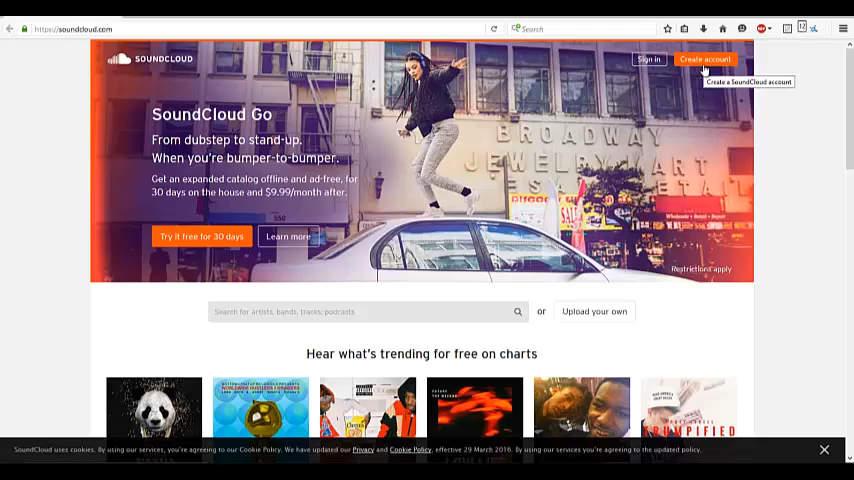 https://soundcloud.com
Search
SOUNDCLOUD
Sign in
Create account
Create a SoundCloud account
SoundCloud Go
From dubstep to stand-up.
When you're bumper-to-bumper.
Get an expanded catalog offline and ad-free, for
30 days on the house and $9.99/month after.
Try it free for 30 days
Learn more
BROADWAY
JEWELRY MART
SALE
Restrictions apply
Search for artists, bands, tracks, podcasts
or
Upload your own
Hear what's trending for free on charts
TRUMPIFIED
SoundCloud uses cookies. By using our services, you're agreeing to our Cookie Policy. We have updated our Privacy and Cookie Policy, effective 29 March 2016. By using our services you're agreeing to the updated policy.